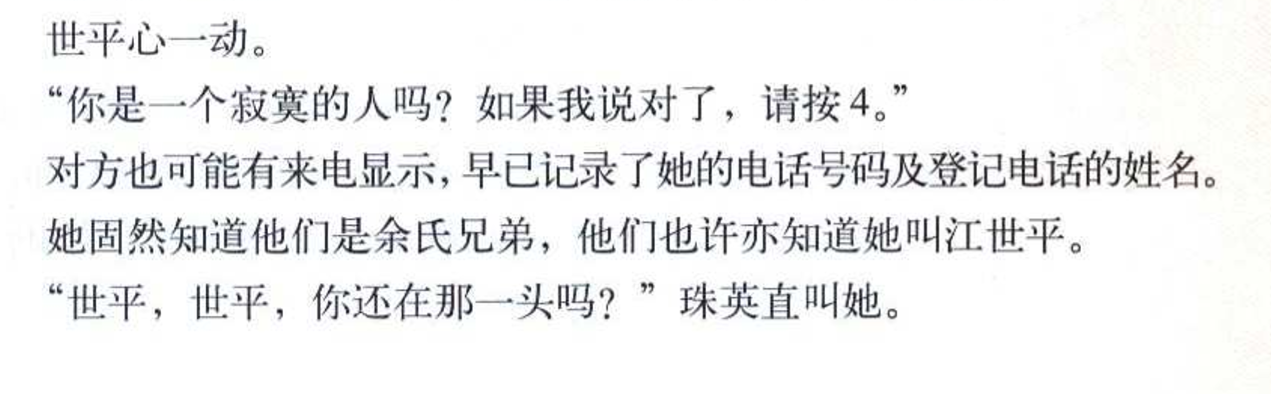 世平心一动。
“你是一个寂寞的人吗？如果我说对了，请按4。”
对方也可能有来电显示，早已记录了她的电话号码及登记电话的姓名。
她固然知道他们是余氏兄弟，他们也许亦知道她叫江世平。
“世平，世平，你还在那一头吗？”珠英直叫她。